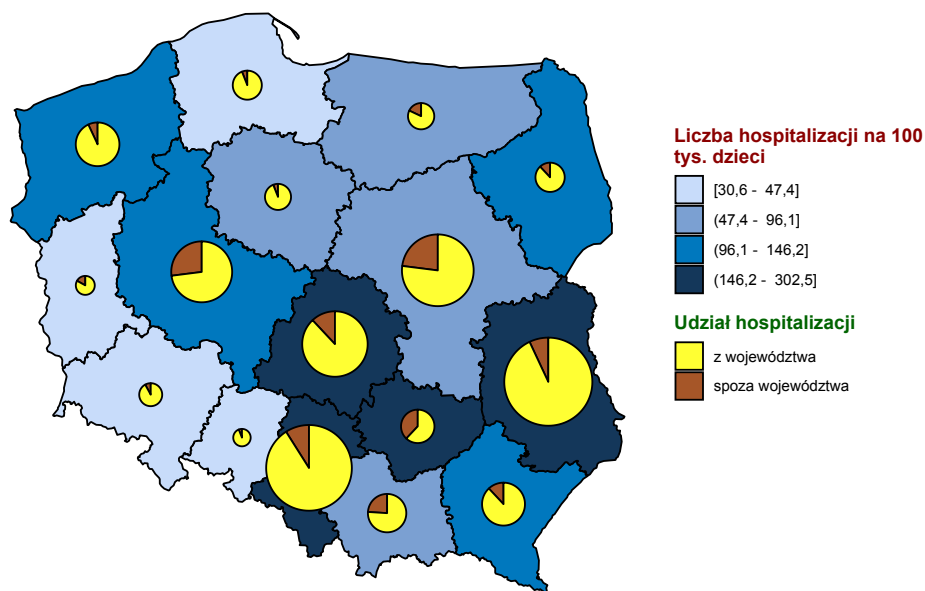 Liczba hospitalizacji na 100
tys. dzieci
[30,6 - 47,4]
(47,4 - 96,1]
(96,1 - 146,2]
(146,2 - 302,5]
Udział hospitalizacji
z województwa
spoza województwa